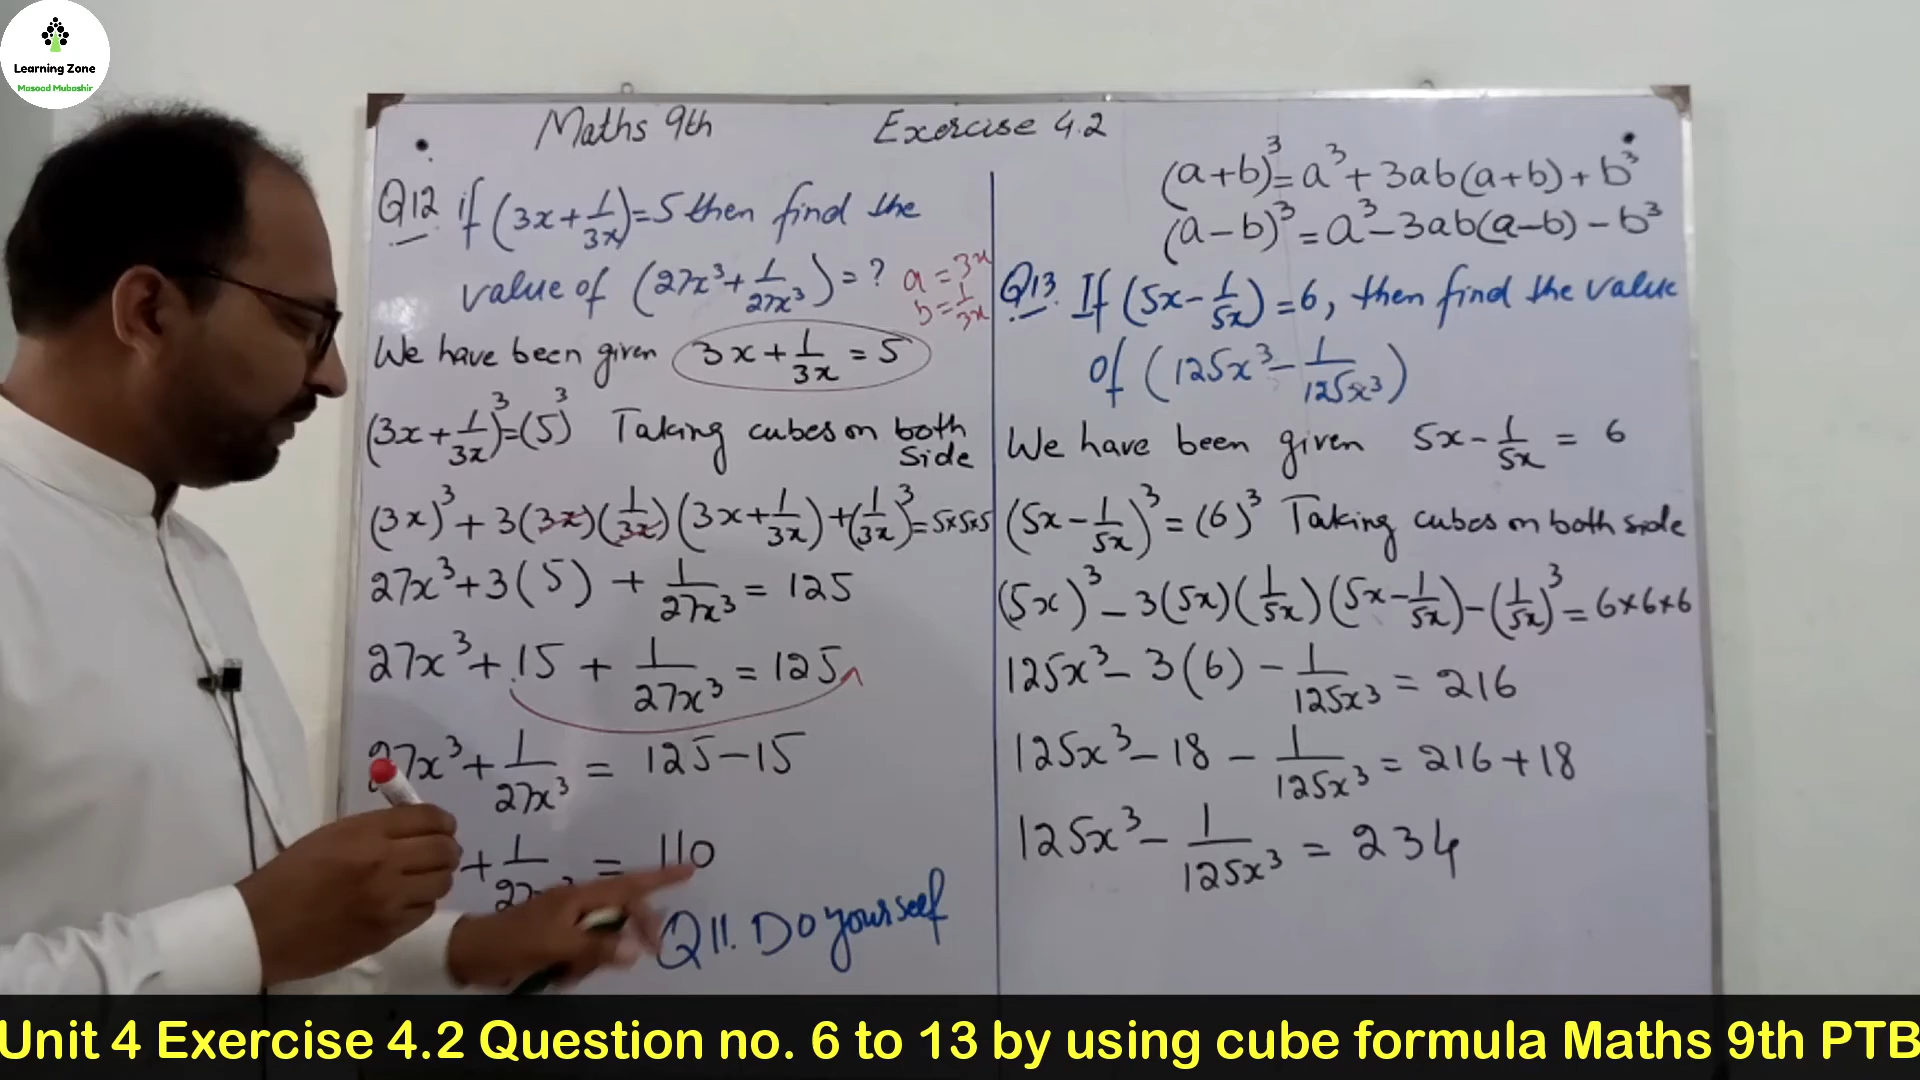 Learning Zone
Masood Mubashir
Maths 9th Exercise 4.2
Q12 if (3x+1/3x)=5 then find the
value of (27x³+1/27x³)=?
a=3x
b=1/3x
We have been given 3x+1/3x=5
(3x+1/3x)³=(5)³ Taking cubes on both
side
(3x)³+3(3x)(1/3x)(3x+1/3x)+(1/3x)³=5x5x5
27x³+3(5)+1/27x³=125
27x³+15+1/27x³=125
27x³+1/27x³=125-15
+1/27x³=110
Q11. Do yourself
(a+b)³=a³+3ab(a+b)+b³
(a-b)³=a³-3ab(a-b)-b³
Q13. If (5x-1/5x)=6, then find the value
of (125x³-1/125x³)
We have been given 5x-1/5x=6
(5x-1/5x)³=(6)³ Taking cubes on both side
(5x)³-3(5x)(1/5x)(5x-1/5x)-(1/5x)³=6x6x6
125x³-3(6)-1/125x³=216
125x³-18-1/125x³=216+18
125x³-1/125x³=234
Unit 4 Exercise 4.2 Question no. 6 to 13 by using cube formula Maths 9th PTB